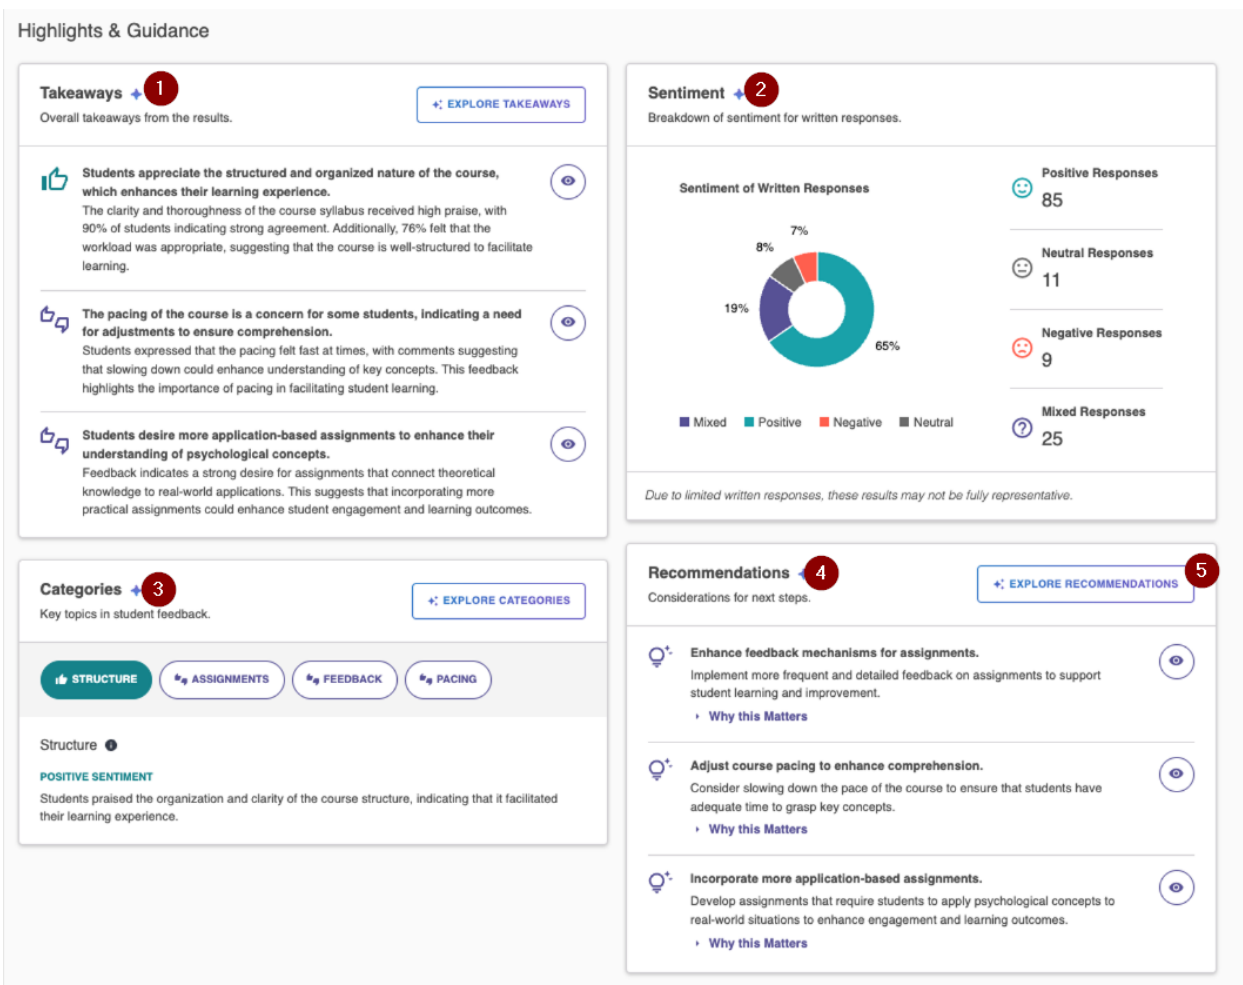 Highlights & Guidance
Takeaways 1
EXPLORE TAKEAWAYS
Overall takeaways from the results.
Students appreciate the structured and organized nature of the course,
which enhances their learning experience.
The clarity and thoroughness of the course syllabus received high praise, with
90% of students indicating strong agreement. Additionally, 76% felt that the
workload was appropriate, suggesting that the course is well-structured to facilitate
learning.
The pacing of the course is a concern for some students, indicating a need
for adjustments to ensure comprehension.
Students expressed that the pacing felt fast at times, with comments suggesting
that slowing down could enhance understanding of key concepts. This feedback
highlights the importance of pacing in facilitating student learning.
Students desire more application-based assignments to enhance their
understanding of psychological concepts.
Feedback indicates a strong desire for assignments that connect theoretical
knowledge to real-world applications. This suggests that incorporating more
practical assignments could enhance student engagement and learning outcomes.
Sentiment 2
Breakdown of sentiment for written responses.
Sentiment of Written Responses
7%
8%
19%
65%
Mixed Positive Negative Neutral
Positive Responses
85
Neutral Responses
11
Negative Responses
9
Mixed Responses
25
Due to limited written responses, these results may not be fully representative.
Categories 3
EXPLORE CATEGORIES
Key topics in student feedback.
STRUCTURE ASSIGNMENTS FEEDBACK PACING
Structure
POSITIVE SENTIMENT
Students praised the organization and clarity of the course structure, indicating that it facilitated
their learning experience.
Recommendations 4
EXPLORE RECOMMENDATIONS 5
Considerations for next steps.
Enhance feedback mechanisms for assignments.
Implement more frequent and detailed feedback on assignments to support
student learning and improvement.
Why this Matters
Adjust course pacing to enhance comprehension.
Consider slowing down the pace of the course to ensure that students have
adequate time to grasp key concepts.
Why this Matters
Incorporate more application-based assignments.
Develop assignments that require students to apply psychological concepts to
real-world situations to enhance engagement and learning outcomes.
Why this Matters